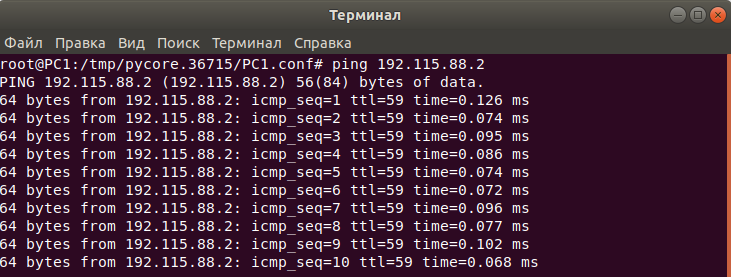 Терминал
Файл Правка Вид Поиск Терминал Справка
root@PC1:/tmp/pycore.36715/PC1.conf# ping 192.115.88.2
PING 192.115.88.2 (192.115.88.2) 56(84) bytes of data.
64 bytes from 192.115.88.2: icmp_seq=1 ttl=59 time=0.126 ms
64 bytes from 192.115.88.2: icmp_seq=2 ttl=59 time=0.074 ms
64 bytes from 192.115.88.2: icmp_seq=3 ttl=59 time=0.095 ms
64 bytes from 192.115.88.2: icmp_seq=4 ttl=59 time=0.086 ms
64 bytes from 192.115.88.2: icmp_seq=5 ttl=59 time=0.074 ms
64 bytes from 192.115.88.2: icmp_seq=6 ttl=59 time=0.072 ms
64 bytes from 192.115.88.2: icmp_seq=7 ttl=59 time=0.096 ms
64 bytes from 192.115.88.2: icmp_seq=8 ttl=59 time=0.077 ms
64 bytes from 192.115.88.2: icmp_seq=9 ttl=59 time=0.102 ms
64 bytes from 192.115.88.2: icmp_seq=10 ttl=59 time=0.068 ms